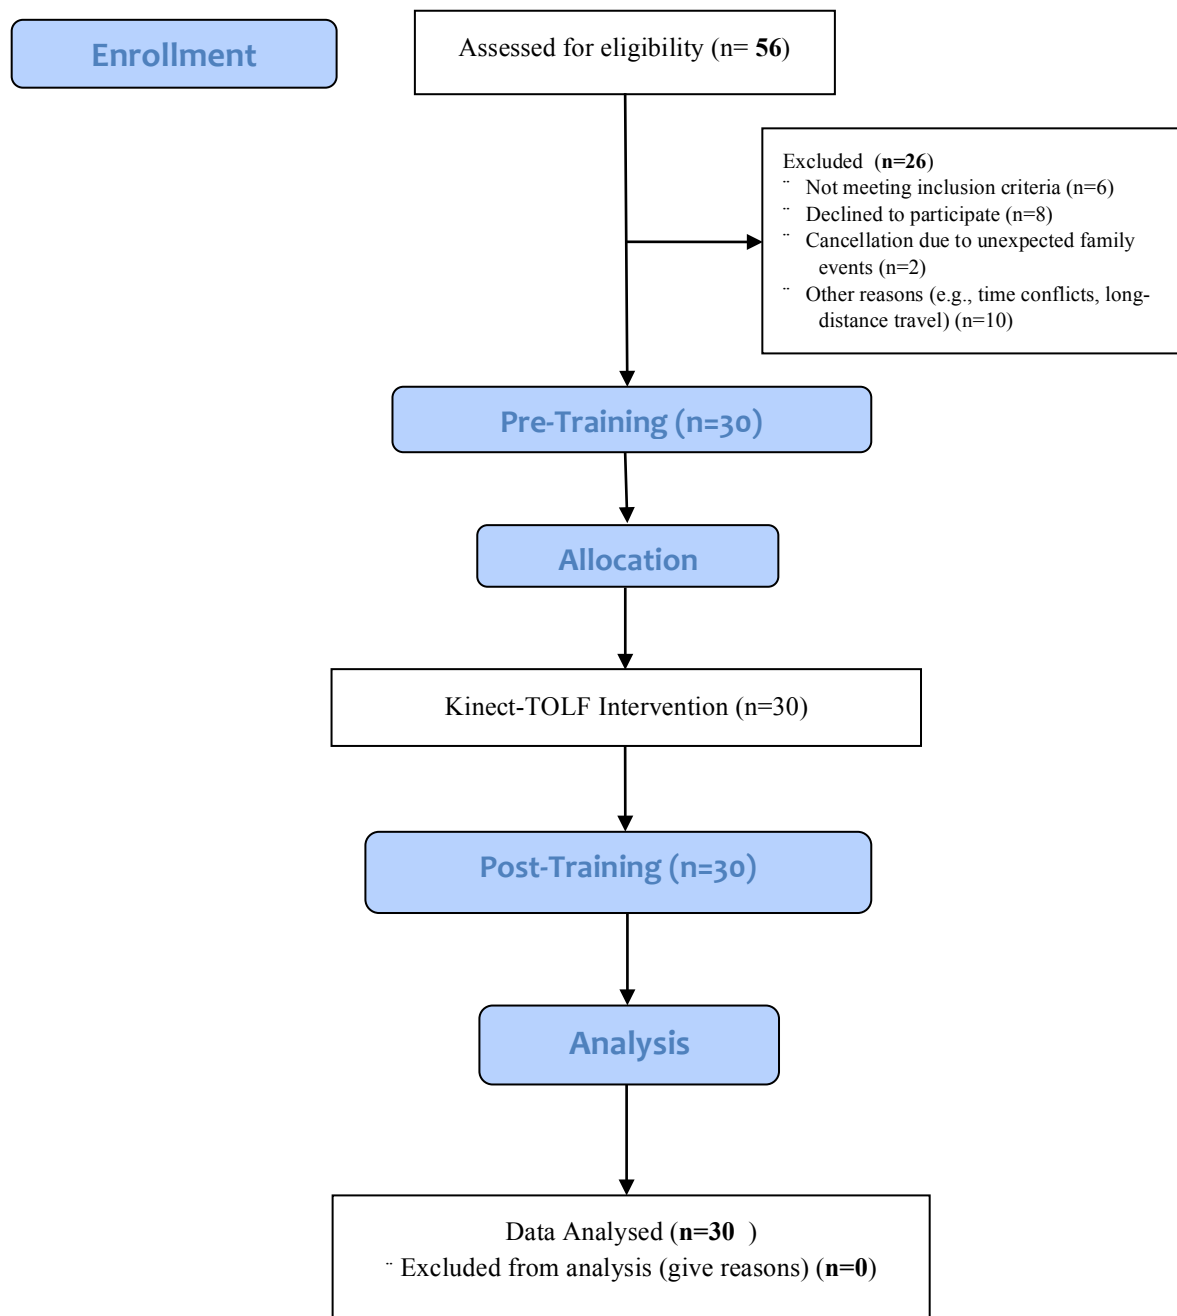 Enrollment
Assessed for eligibility (n= 56)
Excluded (n=26)
¨ Not meeting inclusion criteria (n=6)
¨ Declined to participate (n=8)
¨ Cancellation due to unexpected family
events (n=2)
¨ Other reasons (e.g., time conflicts, long-
distance travel) (n=10)
Pre-Training (n=30)
Allocation
Kinect-TOLF Intervention (n=30)
Post-Training (n=30)
Analysis
Data Analysed (n=30 )
¨ Excluded from analysis (give reasons) (n=0)